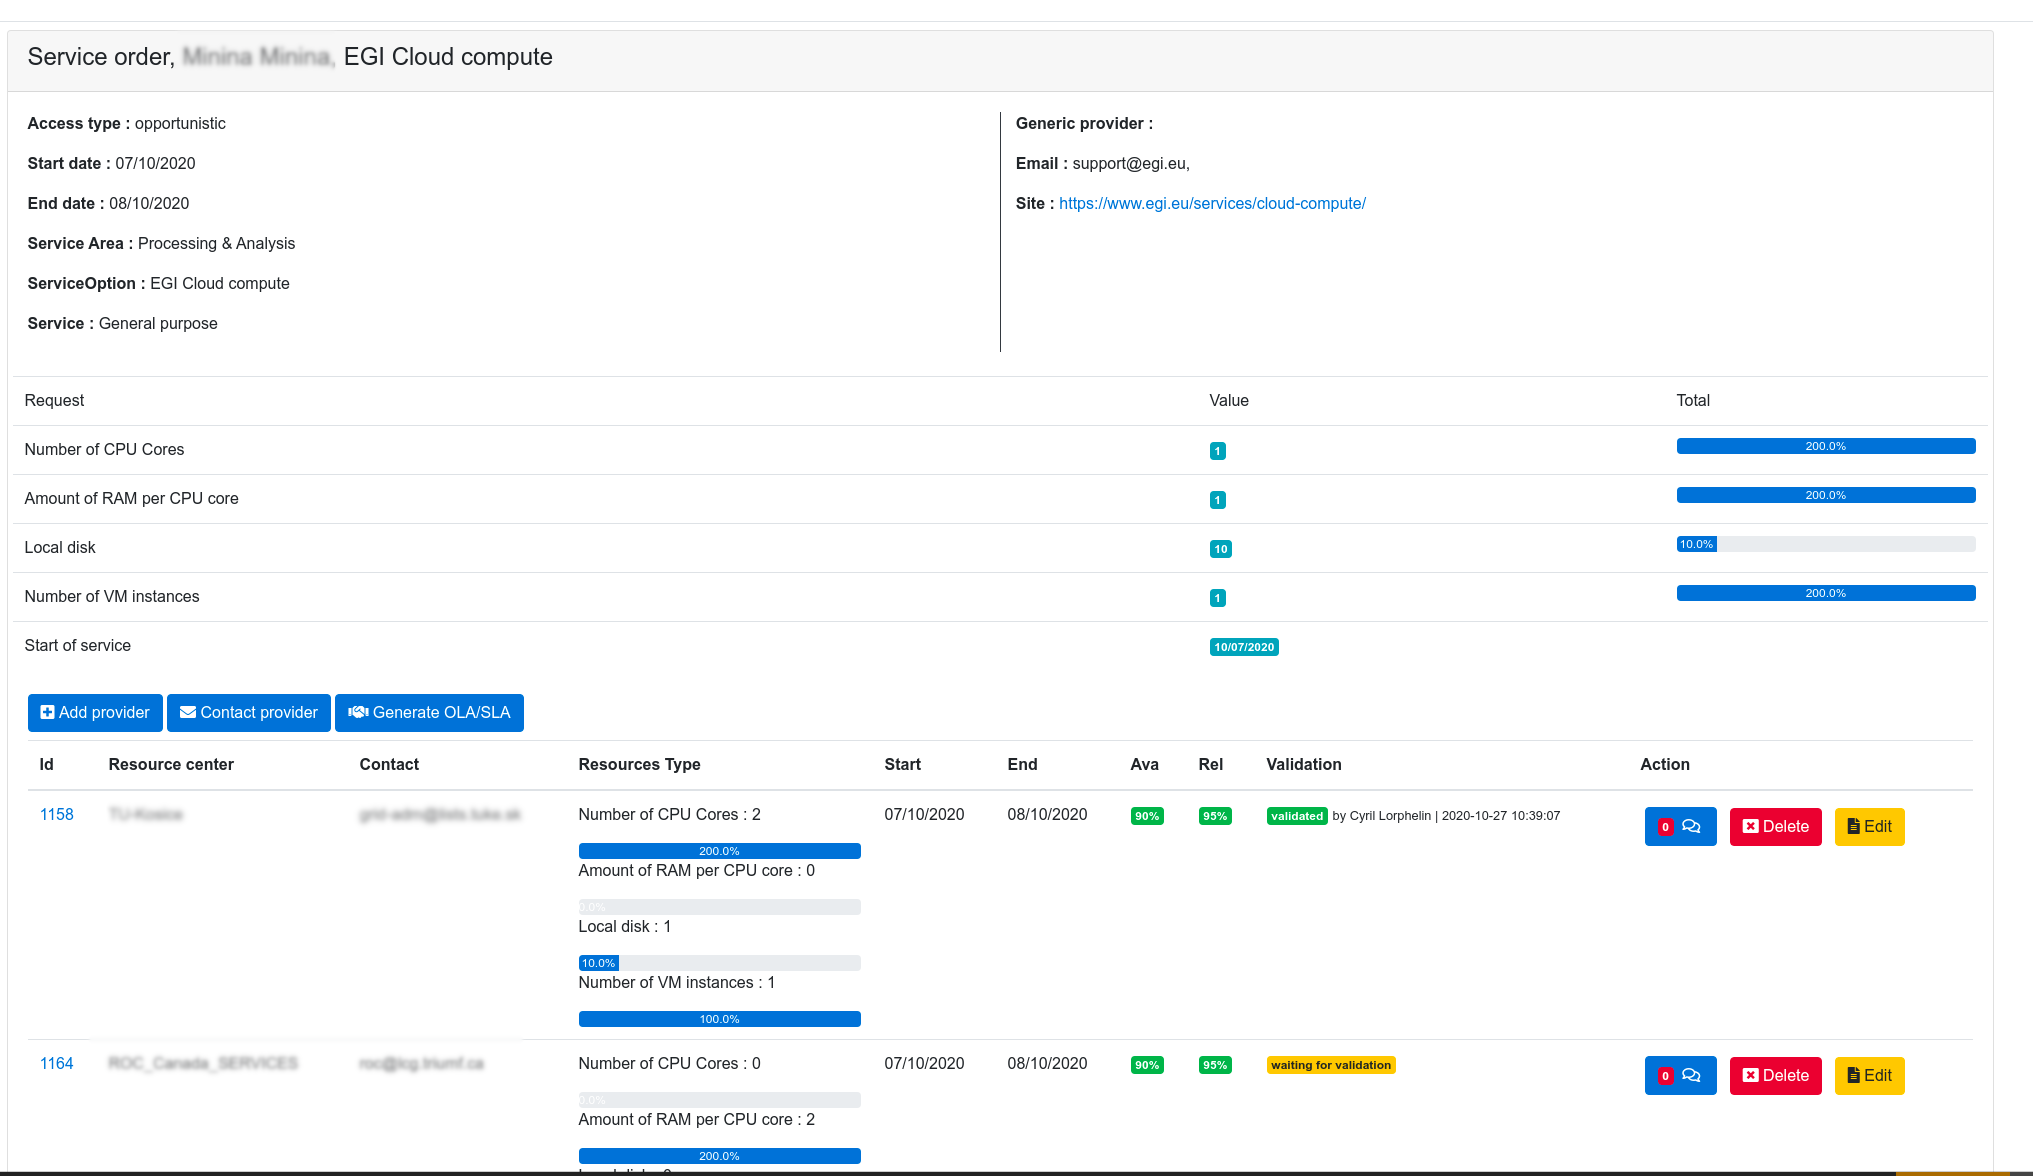 Service order, EGI Cloud compute
Access type : opportunistic
Start date : 07/10/2020
End date : 08/10/2020
Service Area : Processing & Analysis
ServiceOption : EGI Cloud compute
Service : General purpose
Generic provider :
Email : support@egi.eu,
Site : https://www.egi.eu/services/cloud-compute/
Request Value Total
Number of CPU Cores 1 200.0%
Amount of RAM per CPU core 1 200.0%
Local disk 10 10.0%
Number of VM instances 1 200.0%
Start of service 10/07/2020
Add provider Contact provider Generate OLA/SLA
Id Resource center Contact Resources Type Start End Ava Rel Validation Action
1158 Number of CPU Cores : 2 07/10/2020 08/10/2020 90% 95% validated by Cyril Lorphelin | 2020-10-27 10:39:07 0 Delete Edit
200.0%
Amount of RAM per CPU core : 0
0.0%
Local disk : 1
10.0%
Number of VM instances : 1
100.0%
1164 Number of CPU Cores : 0 07/10/2020 08/10/2020 90% 95% waiting for validation 0 Delete Edit
0.0%
Amount of RAM per CPU core : 2
200.0%